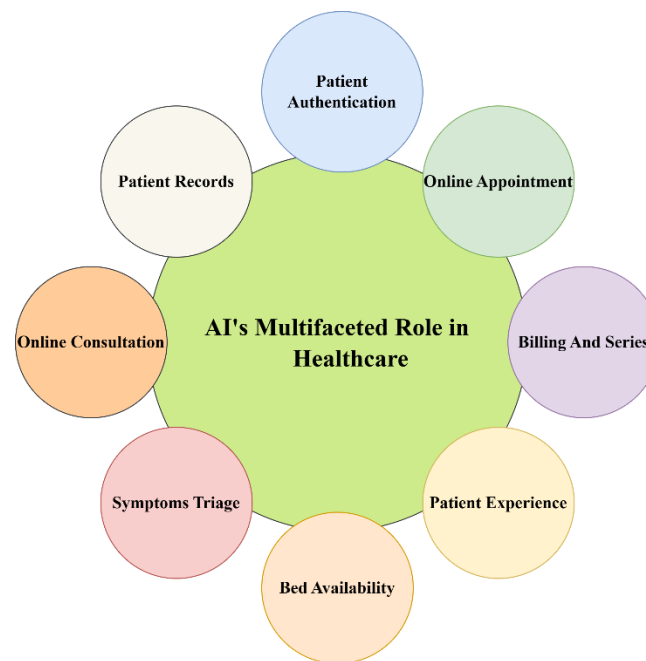 Patient
Authentication
Patient Records
Online Appointment
Online Consultation
AI's Multifaceted Role in
Healthcare
Billing And Series
Symptoms Triage
Patient Experience
Bed Availability